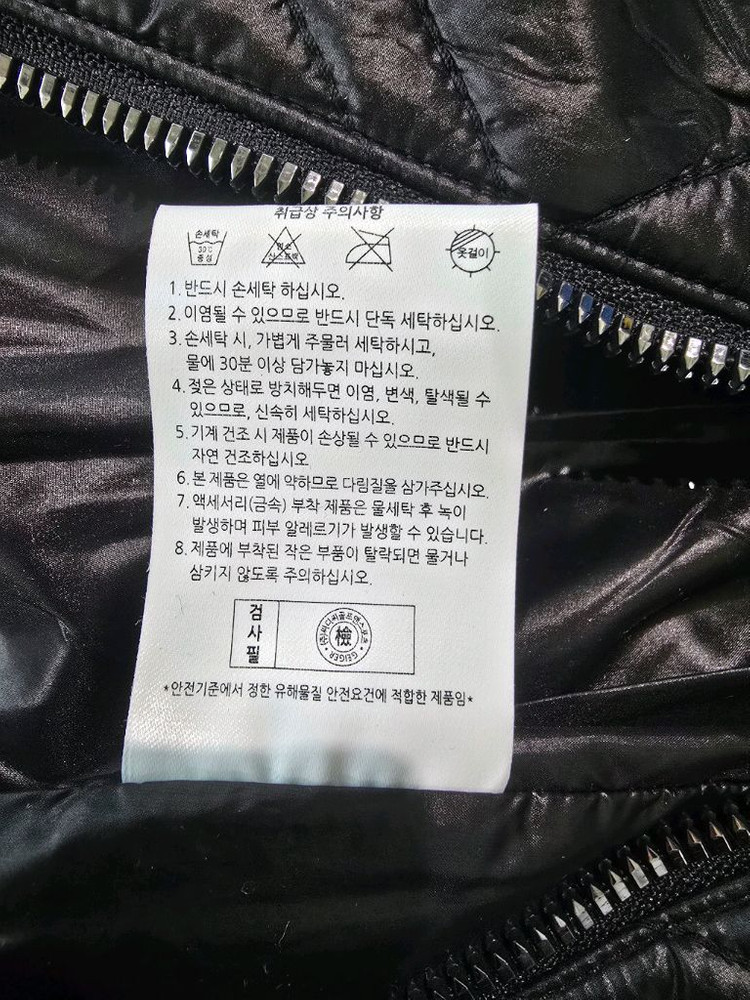 취급상 주의사항
손세탁
30℃
중성
염소
산소표백
옷걸이
1. 반드시 손세탁 하십시오.
2. 이염될 수 있으므로 반드시 단독 세탁하십시오.
3. 손세탁 시, 가볍게 주물러 세탁하시고,
물에 30분 이상 담가놓지 마십시오.
4. 젖은 상태로 방치해두면 이염, 변색, 탈색될 수
있으므로, 신속히 세탁하십시오.
5. 기계 건조 시 제품이 손상될 수 있으므로 반드시
자연 건조하십시오
6. 본 제품은 열에 약하므로 다림질을 삼가주십시오.
7. 액세서리(금속) 부착 제품은 물세탁 후 녹이
발생하며 피부 알레르기가 발생할 수 있습니다.
8. 제품에 부착된 작은 부품이 탈락되면 물거나
삼키지 않도록 주의하십시오.
검사필
檢
GEIGER
*안전기준에서 정한 유해물질 안전요건에 적합한 제품임*